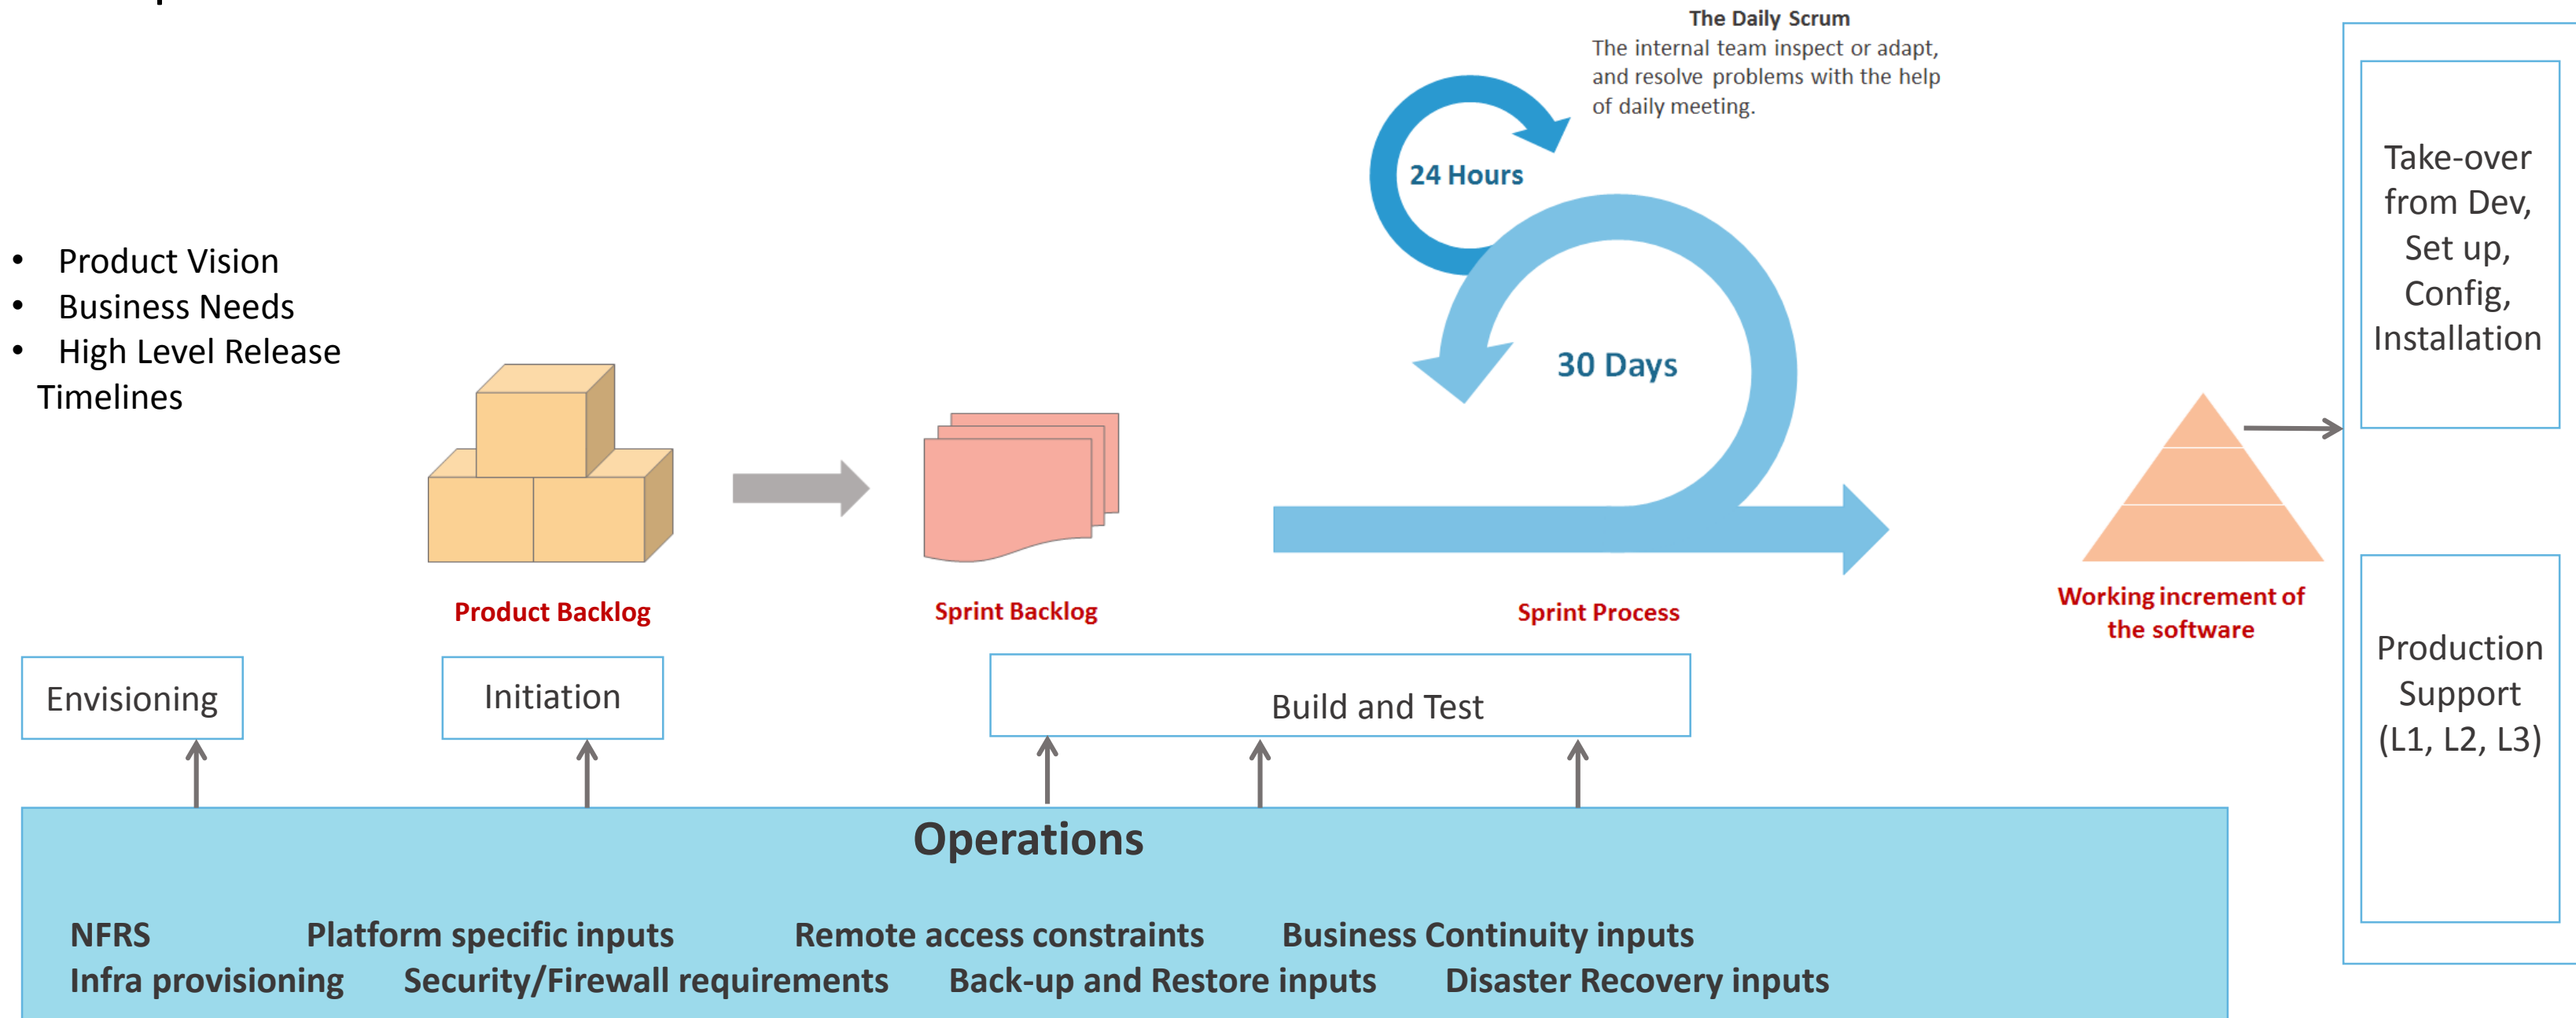 The Daily Scrum
The internal team inspect or adapt,
and resolve problems with the help
of daily meeting.
24 Hours
30 Days
• Product Vision
• Business Needs
• High Level Release
Timelines
Product Backlog
Sprint Backlog
Sprint Process
Working increment of
the software
Take-over
from Dev,
Set up,
Config,
Installation
Production
Support
(L1, L2, L3)
Envisioning
Initiation
Build and Test
Operations
NFRS Platform specific inputs Remote access constraints Business Continuity inputs
Infra provisioning Security/Firewall requirements Back-up and Restore inputs Disaster Recovery inputs